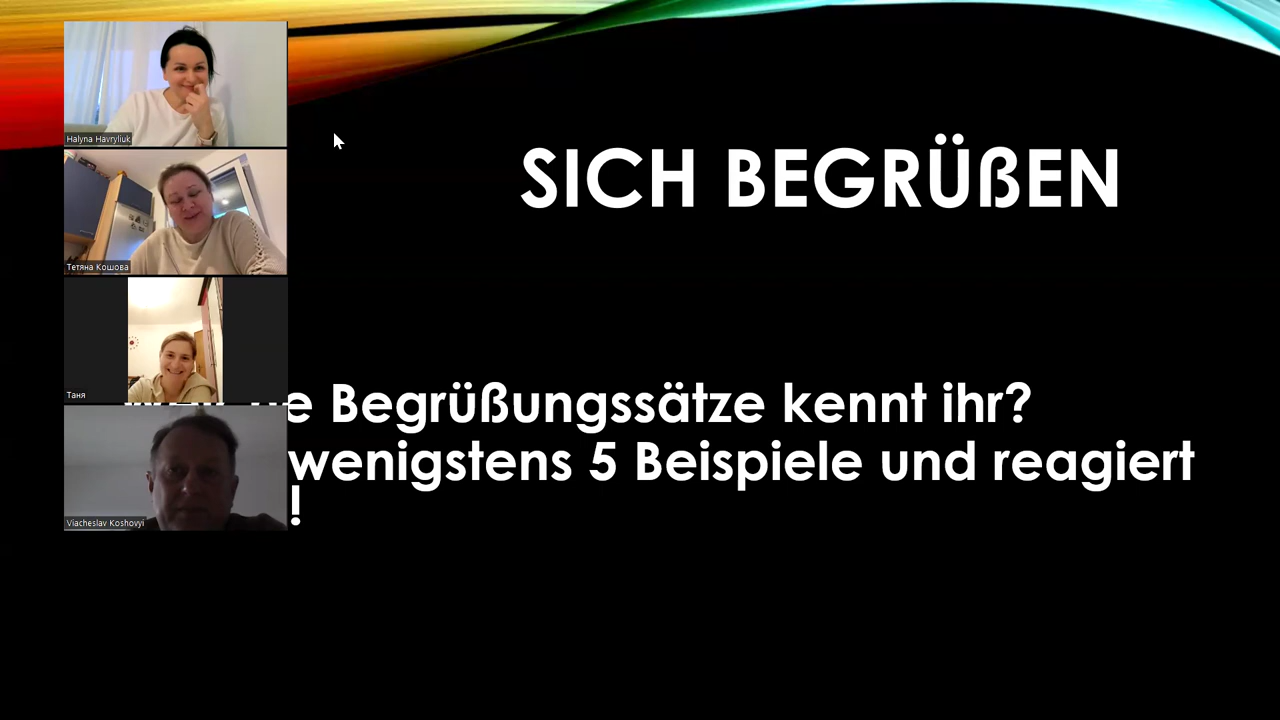 Halyna Havryliuk
Тетяна Кошова
Таня
Viacheslav Koshovyi
SICH BEGRÜßEN
Begrüßungssätze kennt ihr?
wenigstens 5 Beispiele und reagiert
!